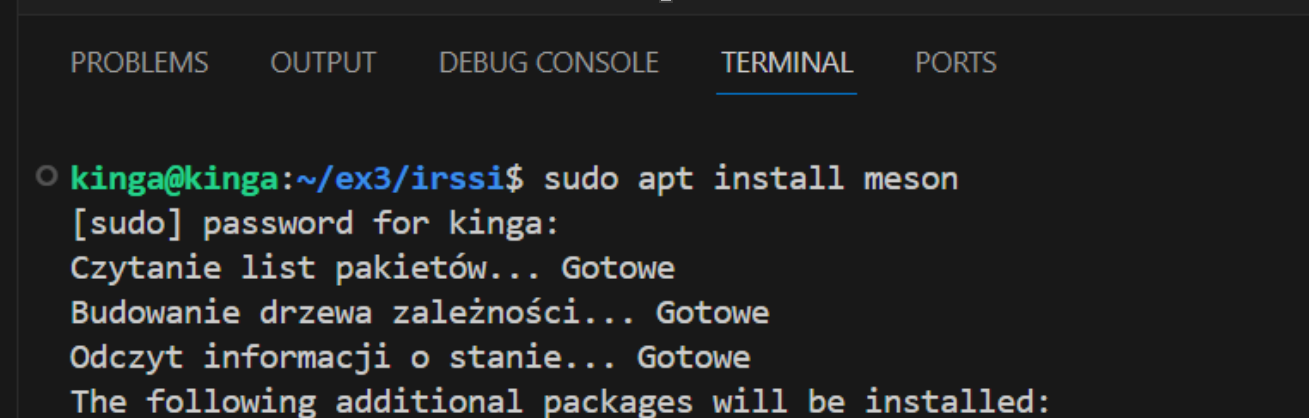 PROBLEMS OUTPUT DEBUG CONSOLE TERMINAL PORTS
kinga@kinga:~/ex3/irssi$ sudo apt install meson
[sudo] password for kinga:
Czytanie list pakietów... Gotowe
Budowanie drzewa zależności... Gotowe
Odczyt informacji o stanie... Gotowe
The following additional packages will be installed: